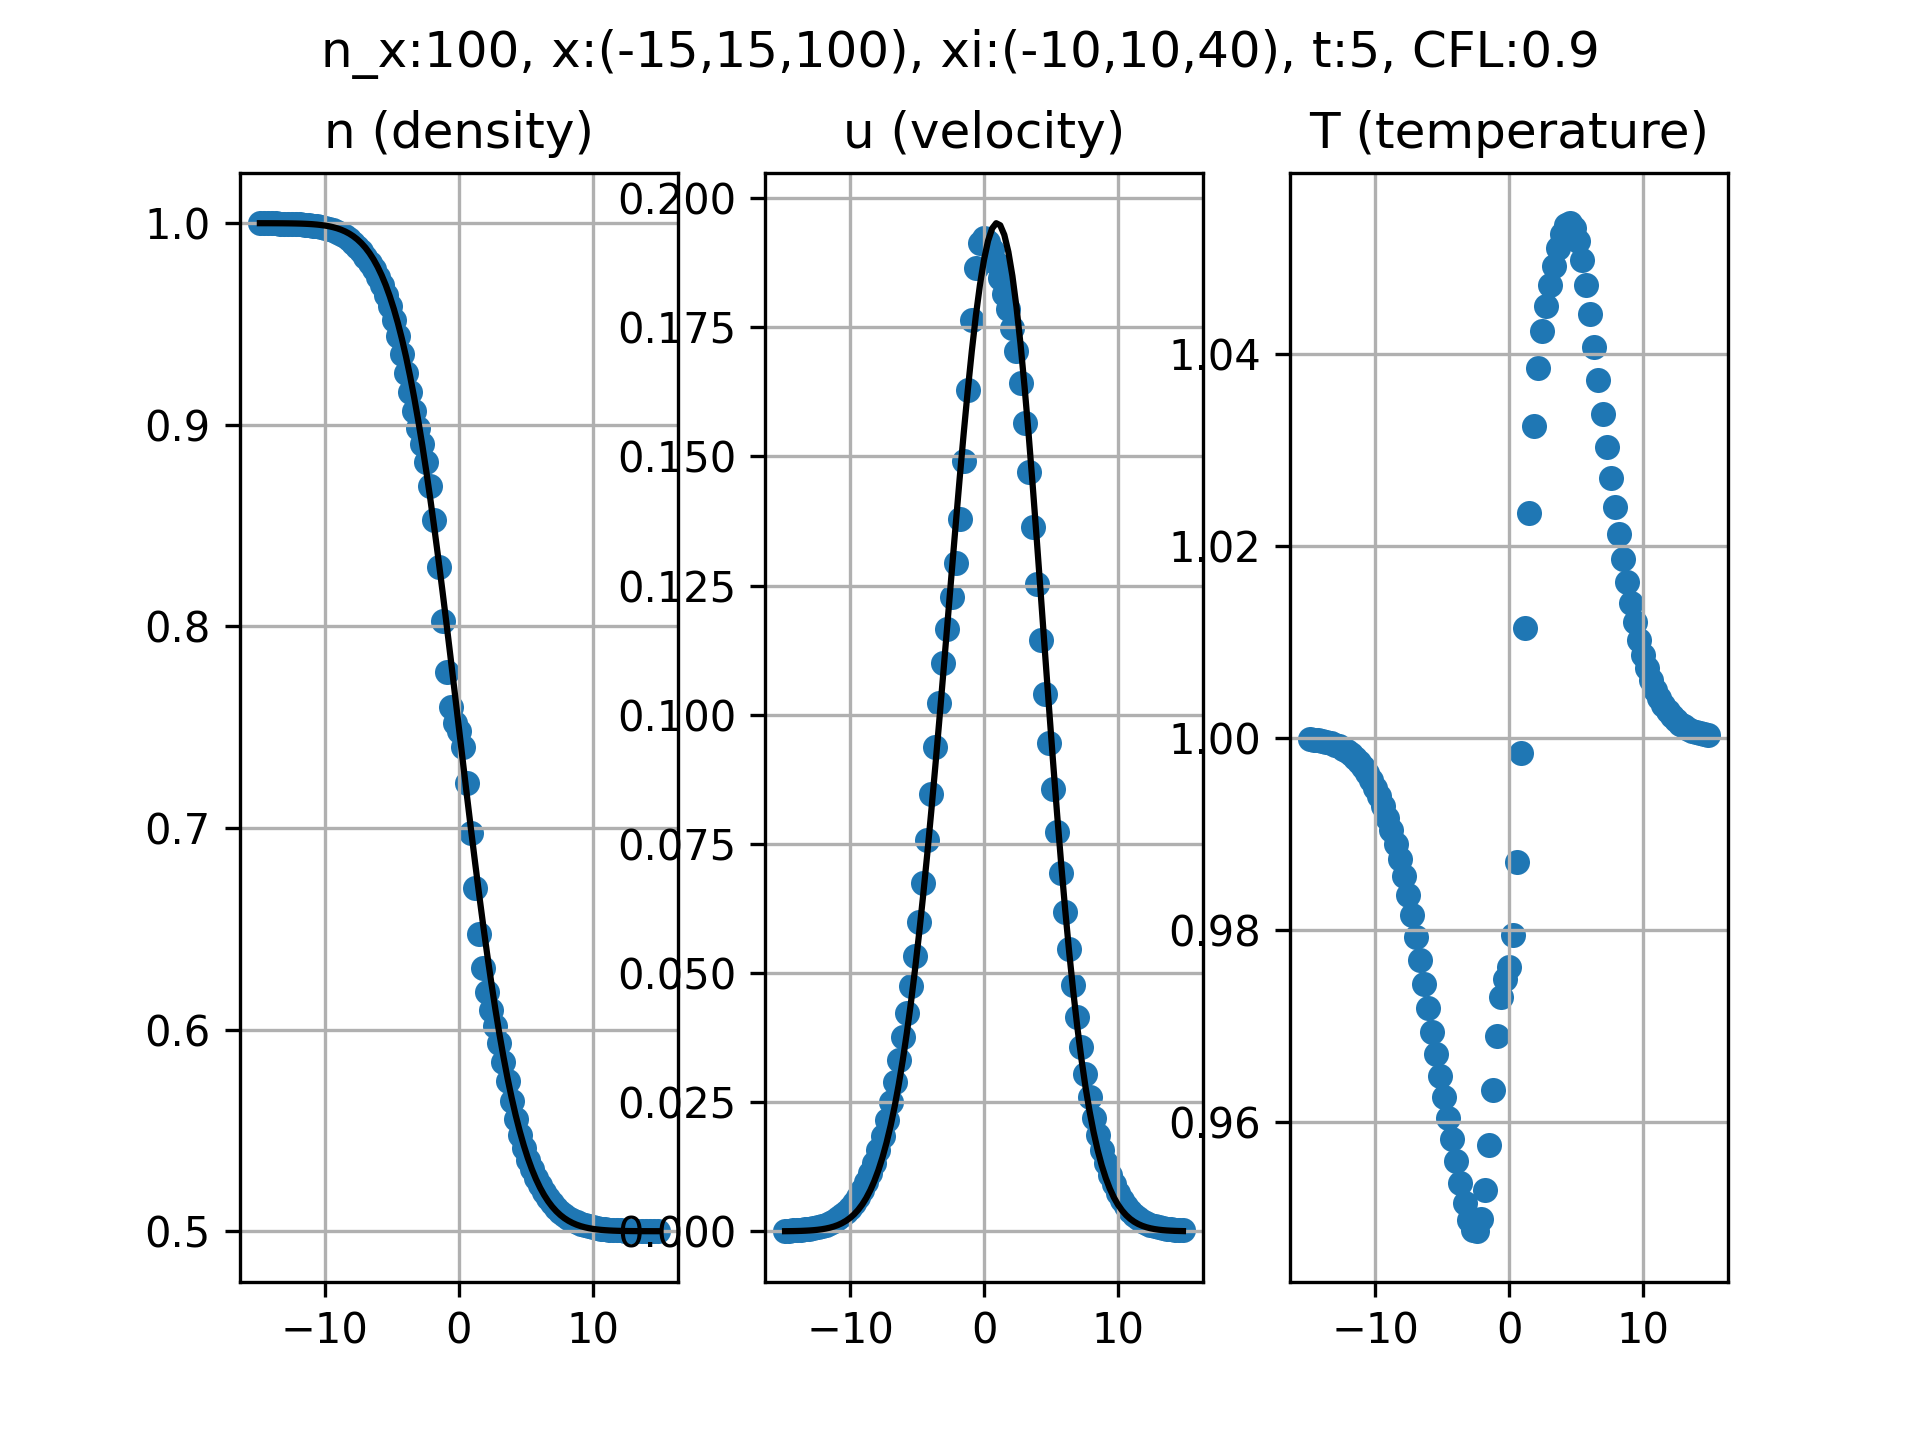 n_x:100, x:(-15,15,100), xi:(-10,10,40), t:5, CFL:0.9
n (density)
1.0
0.9
0.8
0.7
0.6
0.5
−10 0 10
u (velocity)
0.200
0.175
0.150
0.125
0.100
0.075
0.050
0.025
0.000
−10 0 10
T (temperature)
1.04
1.02
1.00
0.98
0.96
−10 0 10